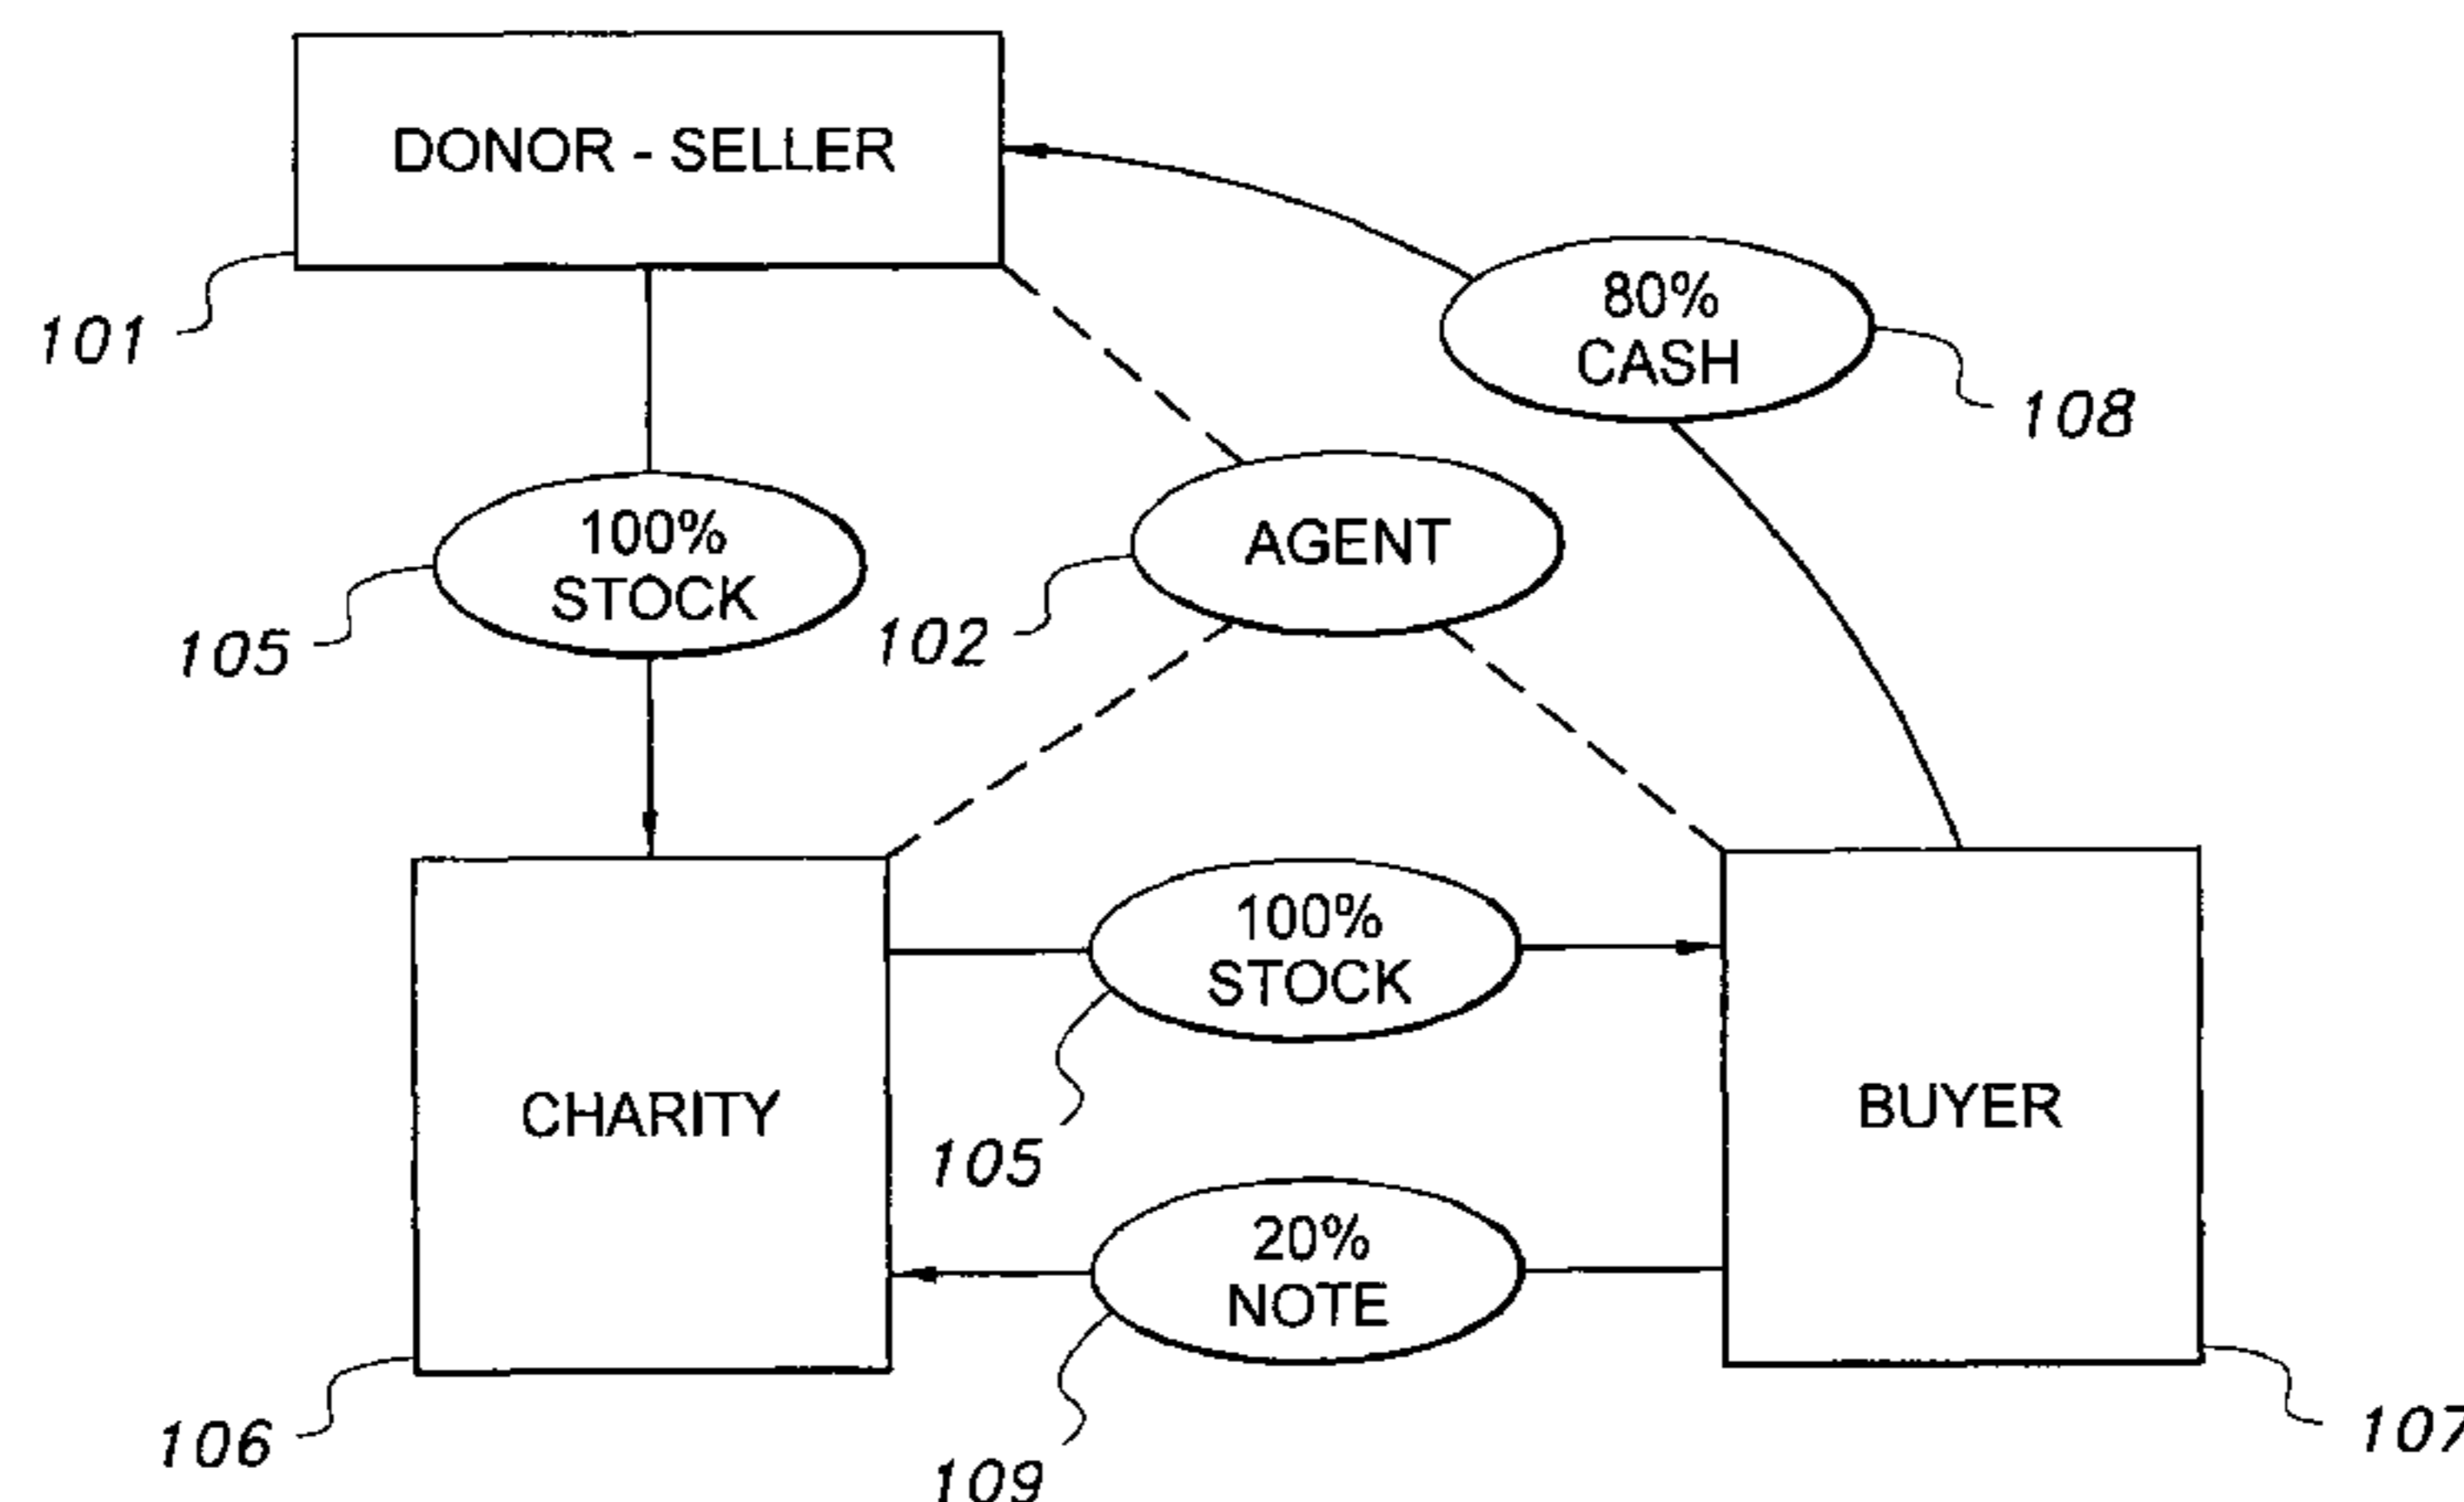 DONOR - SELLER
101
80%
CASH
108
100%
STOCK
105
AGENT
102
100%
STOCK
105
CHARITY
BUYER
20%
NOTE
109
106
107